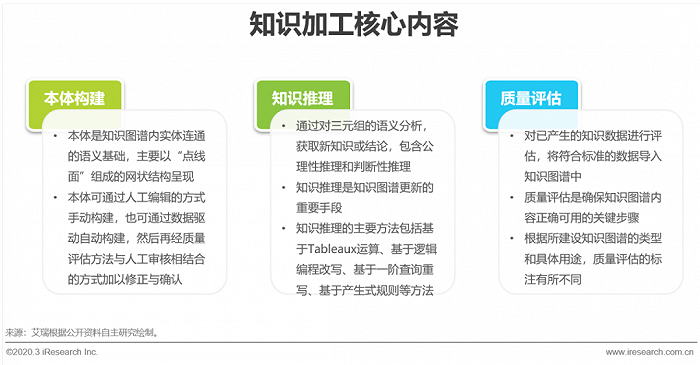 知识加工核心内容
本体构建
• 本体是知识图谱内实体连通
的语义基础，主要以“点线
面”组成的网状结构呈现
• 本体可通过人工编辑的方式
手动构建，也可通过数据驱
动自动构建，然后再经质量
评估方法与人工审核相结合
的方式加以修正与确认
知识推理
• 通过对三元组的语义分析，
获取新知识或结论，包含公
理性推理和判断性推理
• 知识推理是知识图谱更新的
重要手段
• 知识推理的主要方法包括基
于Tableaux运算、基于逻辑
编程改写、基于一阶查询重
写、基于产生式规则等方法
质量评估
• 对已产生的知识数据进行评
估，将符合标准的数据导入
知识图谱中
• 质量评估是确保知识图谱内
容正确可用的关键步骤
• 根据所建设知识图谱的类型
和具体用途，质量评估的标
注有所不同
来源：艾瑞根据公开资料自主研究绘制。
©2020.3 iResearch Inc.
www.iresearch.com.cn